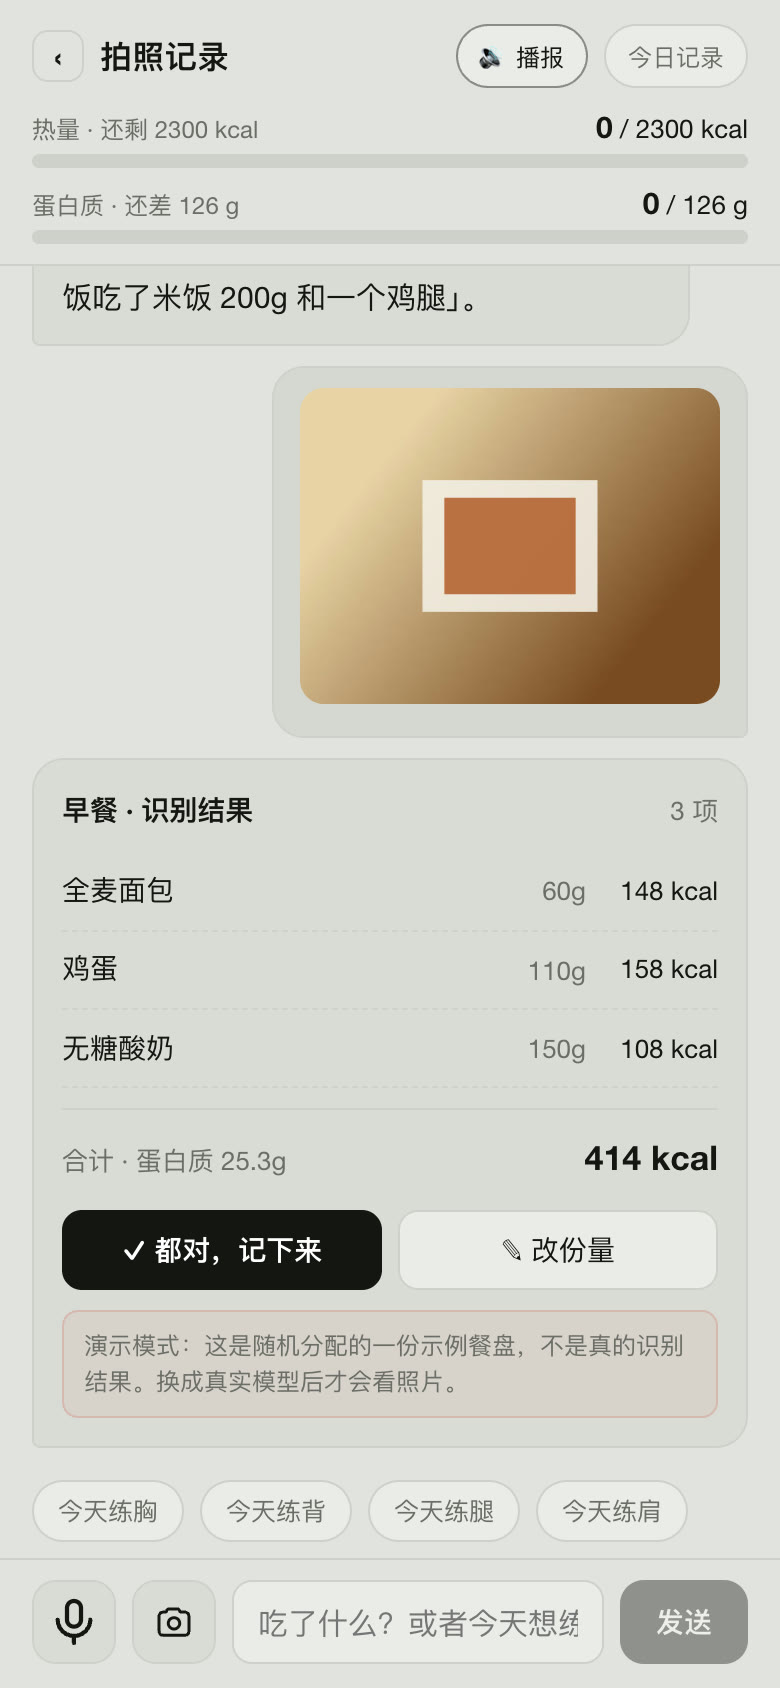 拍照记录
播报
今日记录
热量 · 还剩 2300 kcal
0 / 2300 kcal
蛋白质 · 还差 126 g
0 / 126 g
饭吃了米饭 200g 和一个鸡腿」。
早餐 · 识别结果
3 项
全麦面包 60g 148 kcal
鸡蛋 110g 158 kcal
无糖酸奶 150g 108 kcal
合计 · 蛋白质 25.3g
414 kcal
✓ 都对，记下来
✎ 改份量
演示模式：这是随机分配的一份示例餐盘，不是真的识别
结果。换成真实模型后才会看照片。
今天练胸
今天练背
今天练腿
今天练肩
吃了什么？或者今天想练
发送